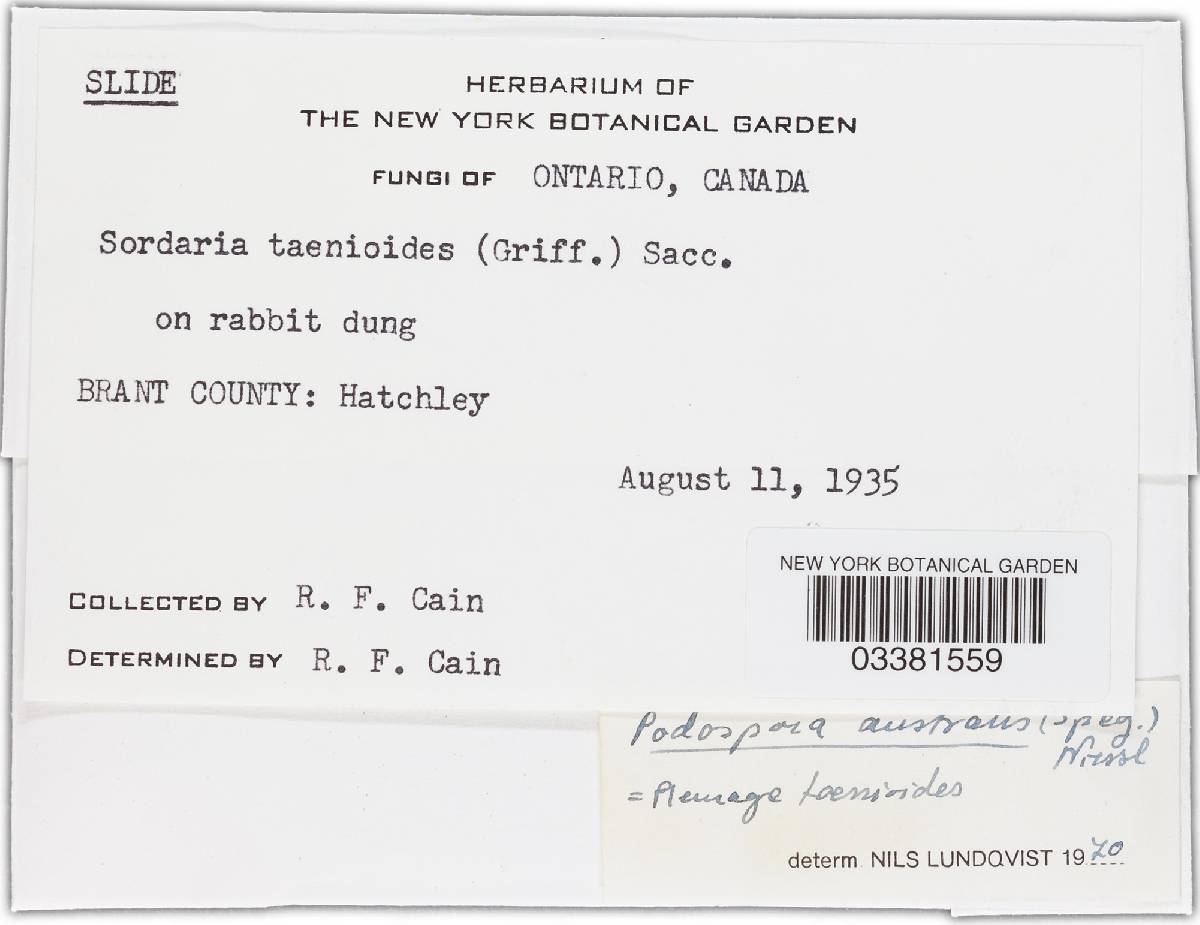 SLIDE
HERBARIUM OF
THE NEW YORK BOTANICAL GARDEN
FUNGI OF ONTARIO, CANADA
Sordaria taenioides (Griff.) Sacc.
on rabbit dung
BRANT COUNTY: Hatchley
August 11, 1935
NEW YORK BOTANICAL GARDEN
03381559
COLLECTED BY R. F. Cain
DETERMINED BY R. F. Cain
Podospora australis (Speg.)
Niessl
= Pleurage taenioides
determ. NILS LUNDQVIST 1970